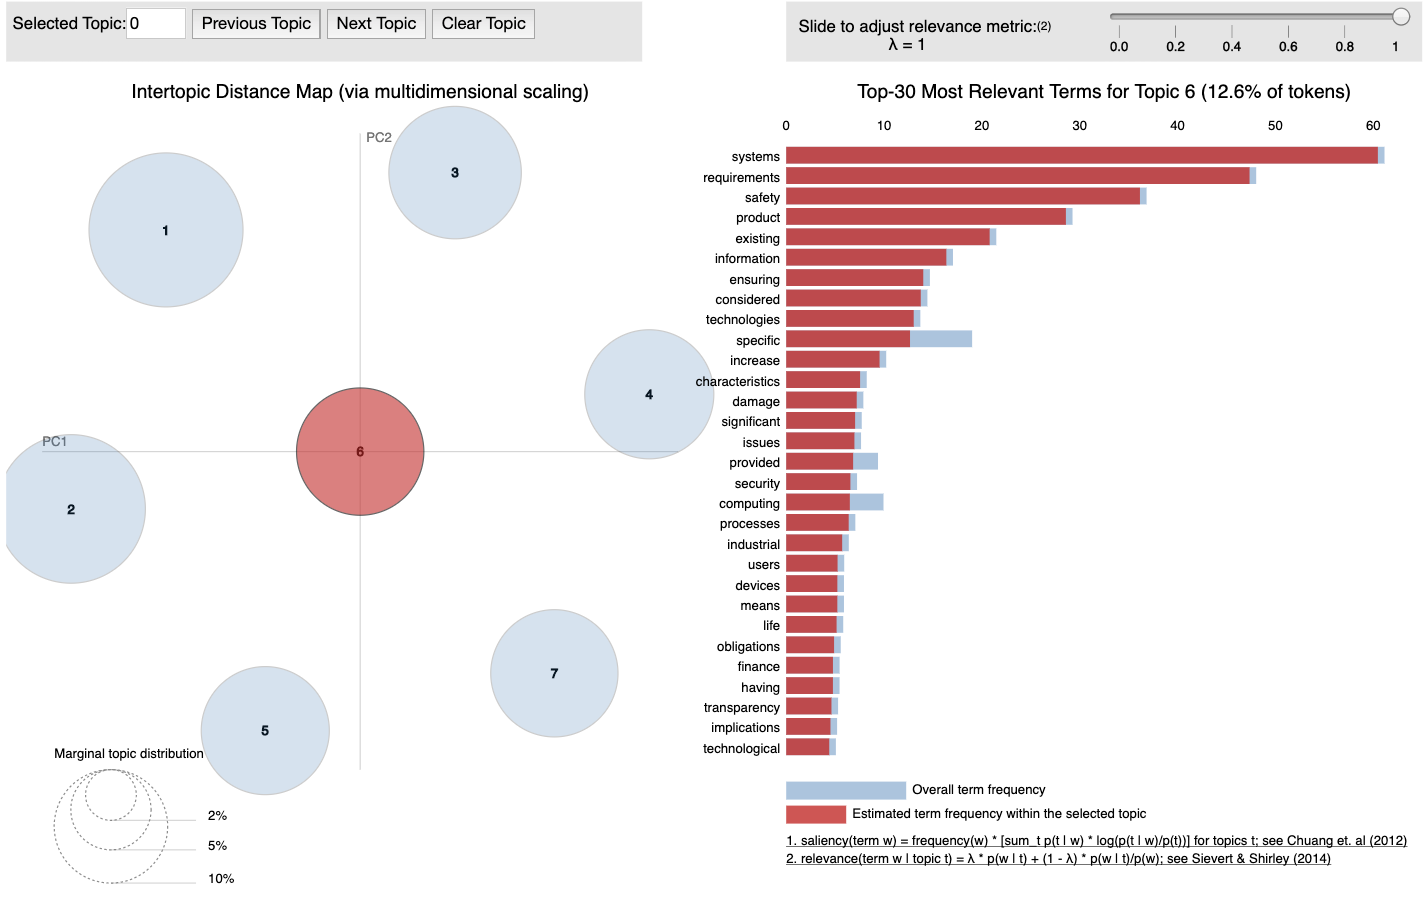 Selected Topic: 0 Previous Topic Next Topic Clear Topic
Slide to adjust relevance metric:(2)
λ = 1
0.0 0.2 0.4 0.6 0.8 1
Intertopic Distance Map (via multidimensional scaling)
PC2
PC1
1
3
4
6
2
7
5
Marginal topic distribution
2%
5%
10%
Top-30 Most Relevant Terms for Topic 6 (12.6% of tokens)
0 10 20 30 40 50 60
systems
requirements
safety
product
existing
information
ensuring
considered
technologies
specific
increase
characteristics
damage
significant
issues
provided
security
computing
processes
industrial
users
devices
means
life
obligations
finance
having
transparency
implications
technological
Overall term frequency
Estimated term frequency within the selected topic
1. saliency(term w) = frequency(w) * [sum_t p(t | w) * log(p(t | w)/p(t))] for topics t; see Chuang et. al (2012)
2. relevance(term w | topic t) = λ * p(w | t) + (1 - λ) * p(w | t)/p(w); see Sievert & Shirley (2014)